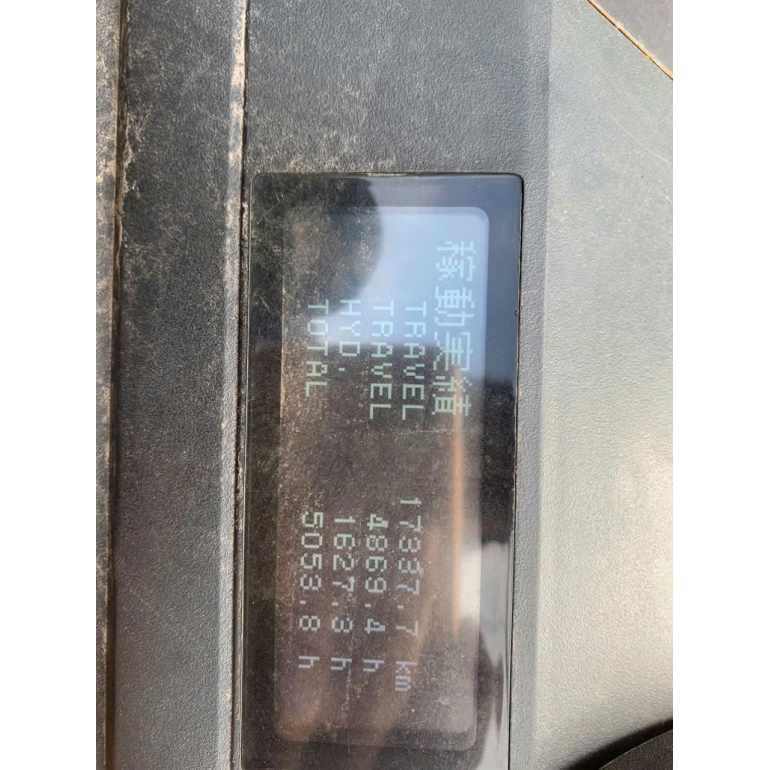 稼動実績
TRAVEL 17337.7 km
TRAVEL 4869.4 h
HYD. 1627.3 h
TOTAL 5053.8 h